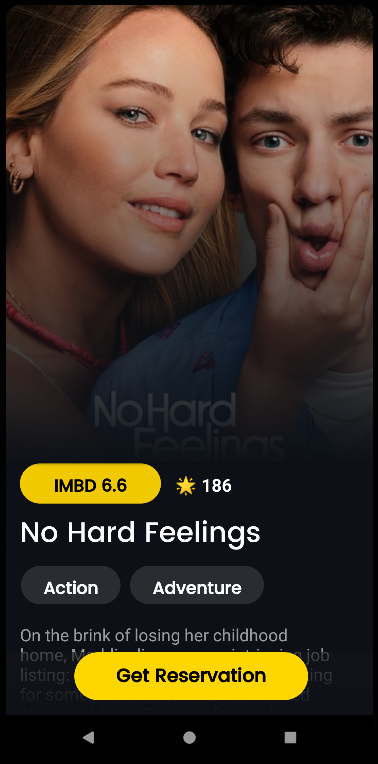 No Hard
Feelings
IMBD 6.6
186
No Hard Feelings
Action
Adventure
On the brink of losing her childhood
home, job
listing:
for
Get Reservation